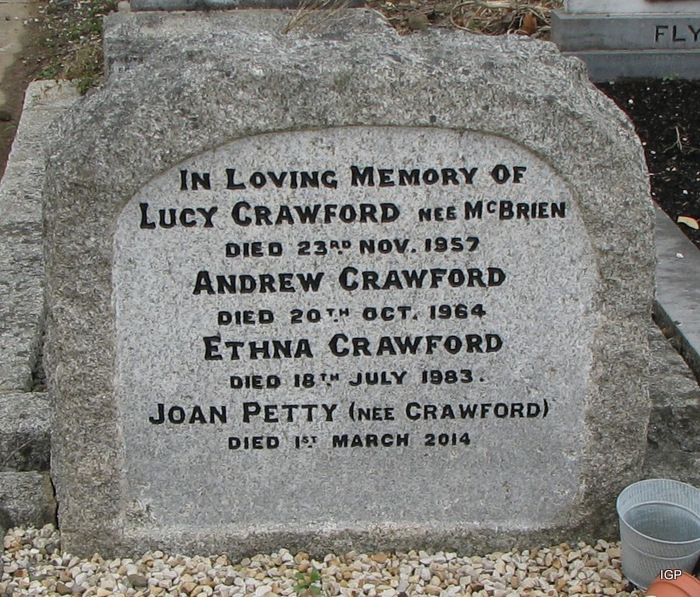 FLY
IN LOVING MEMORY OF
LUCY CRAWFORD NEE McBRIEN
DIED 23RD NOV. 1957
ANDREW CRAWFORD
DIED 20TH OCT. 1964
ETHNA CRAWFORD
DIED 18TH JULY 1983.
JOAN PETTY (NEE CRAWFORD)
DIED 1ST MARCH 2014
IGP